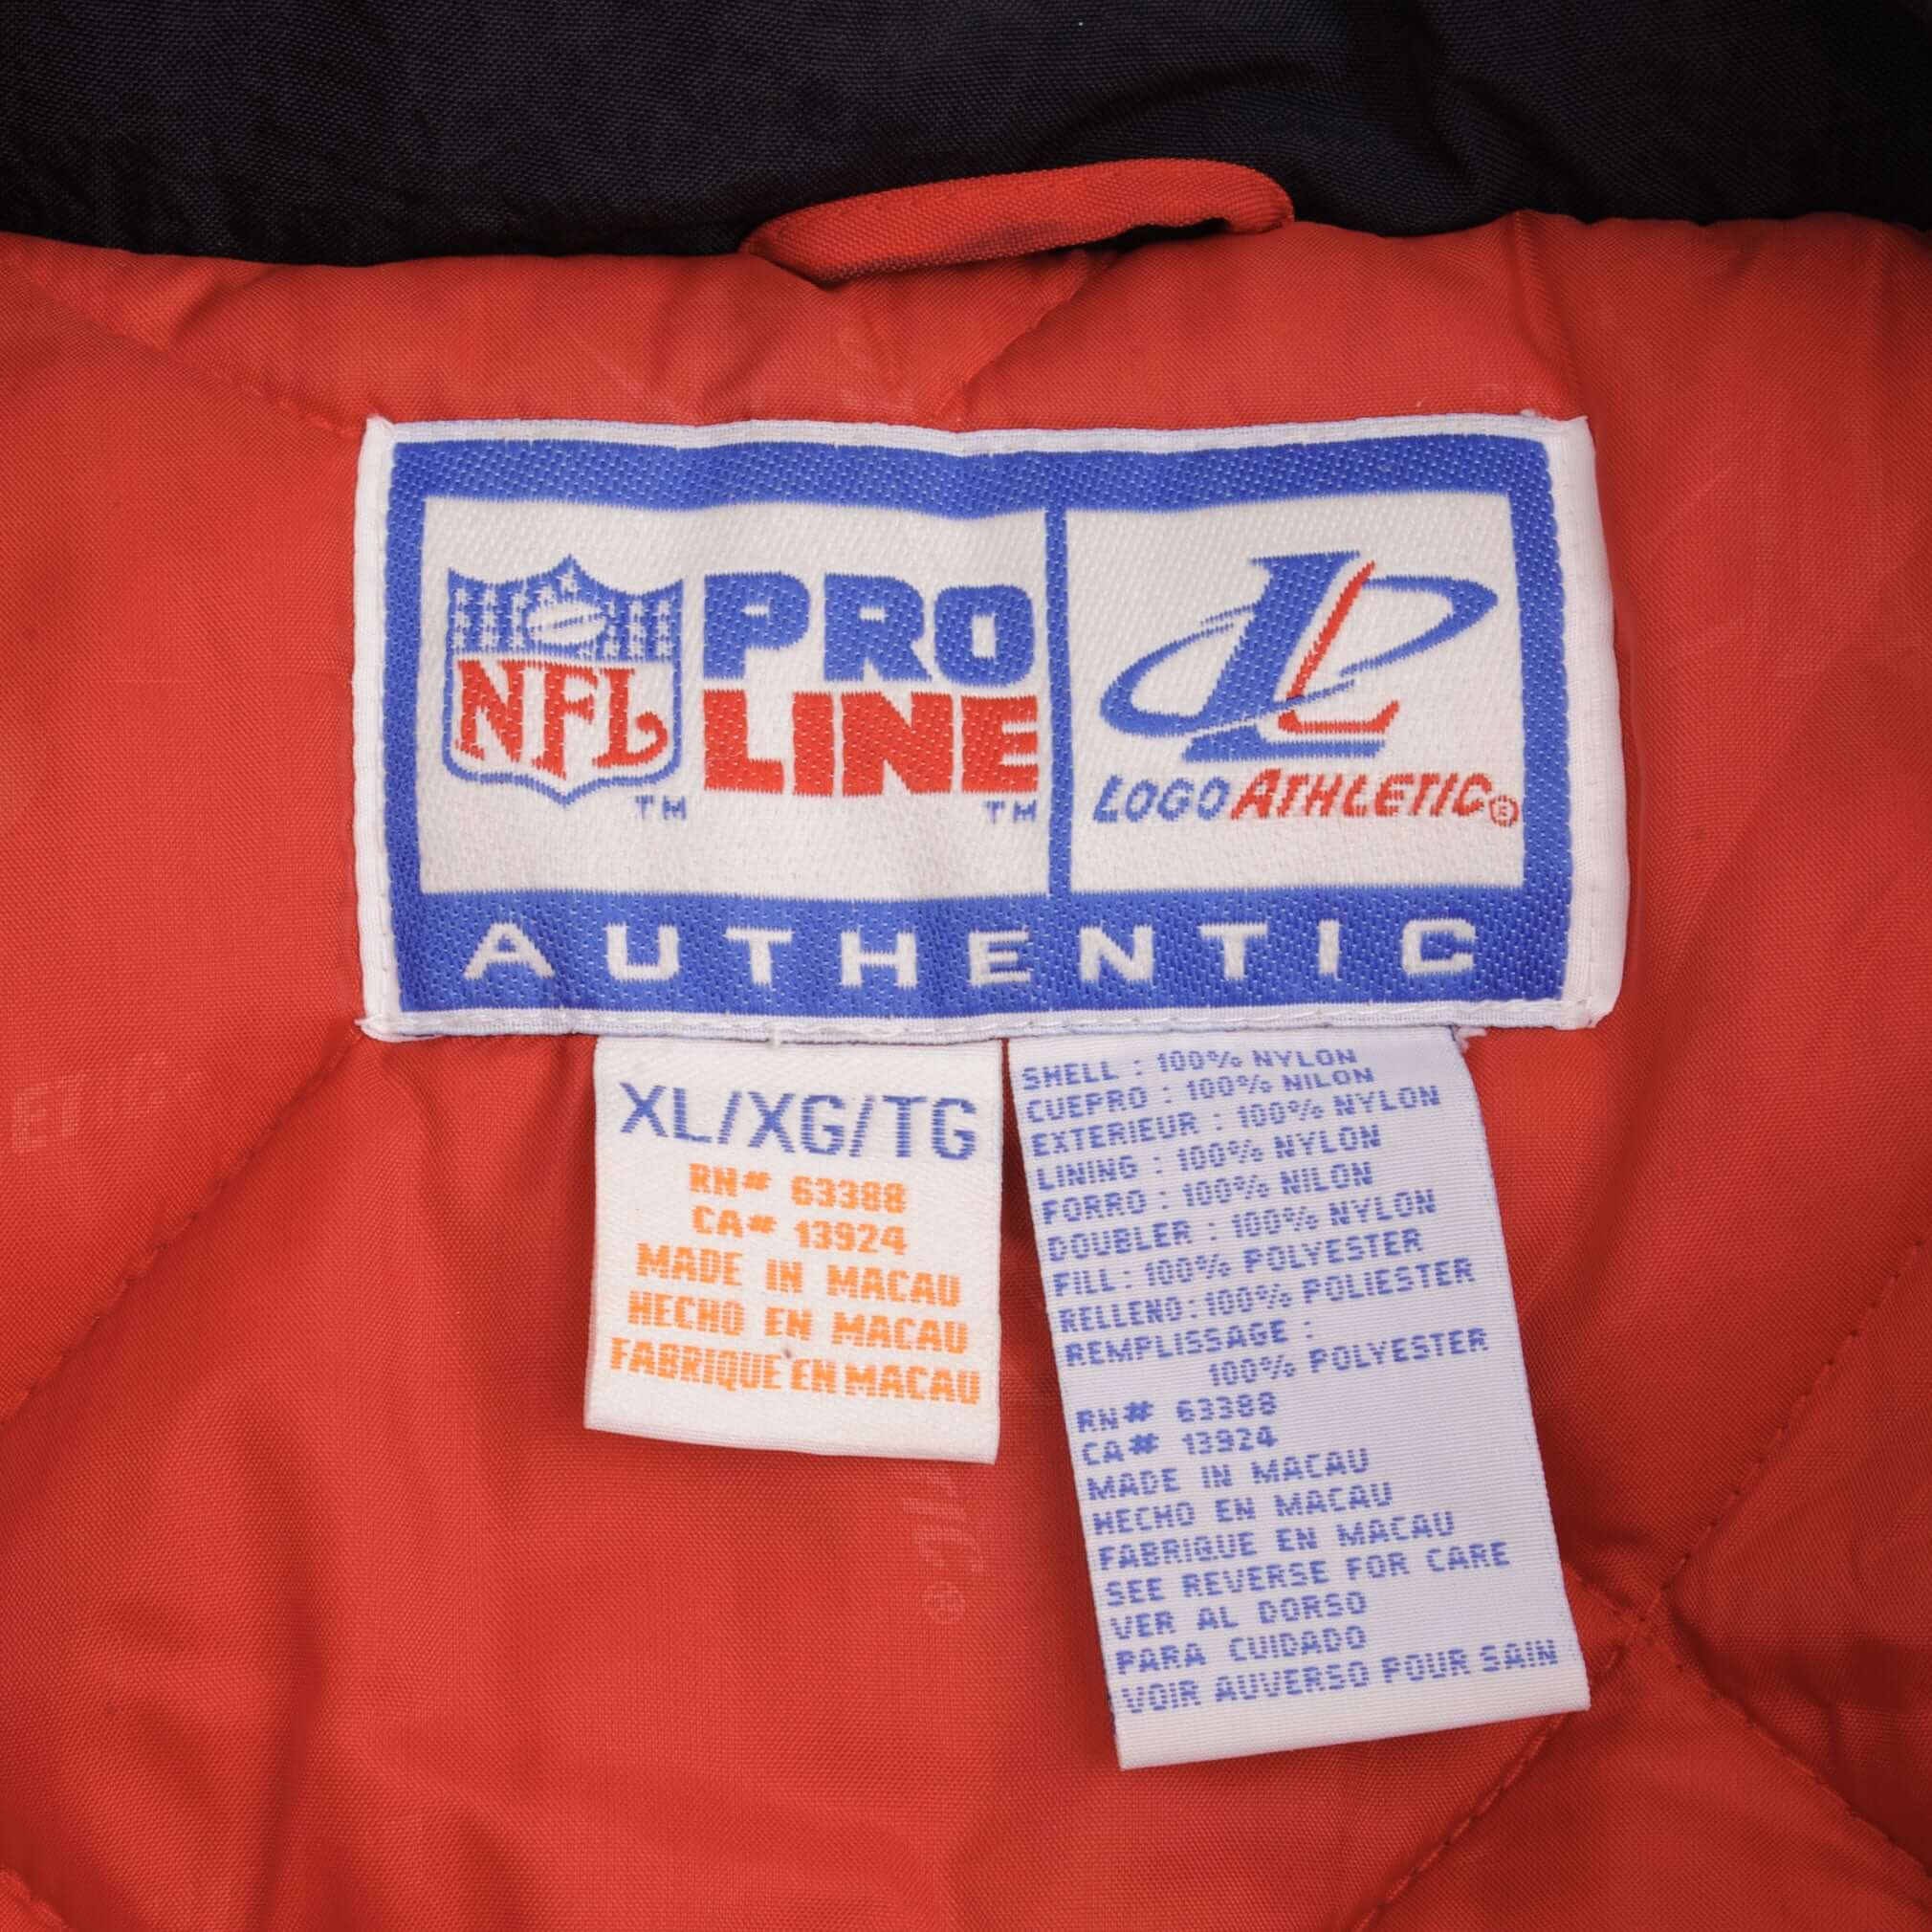 NFL
TM
PRO
LINE
TM
L
LOGO ATHLETIC®
AUTHENTIC
XL/XG/TG
RN# 63388
CA# 13924
MADE IN MACAU
HECHO EN MACAU
FABRIQUE EN MACAU
SHELL : 100% NYLON
CUEPRO : 100% NILON
EXTERIEUR : 100% NYLON
LINING : 100% NYLON
FORRO : 100% NILON
DOUBLER : 100% NYLON
FILL : 100% POLYESTER
RELLENO : 100% POLIESTER
REMPLISSAGE :
100% POLYESTER
RN# 63388
CA# 13924
MADE IN MACAU
HECHO EN MACAU
FABRIQUE EN MACAU
SEE REVERSE FOR CARE
VER AL DORSO
PARA CUIDADO
VOIR AUVERSO POUR SAIN